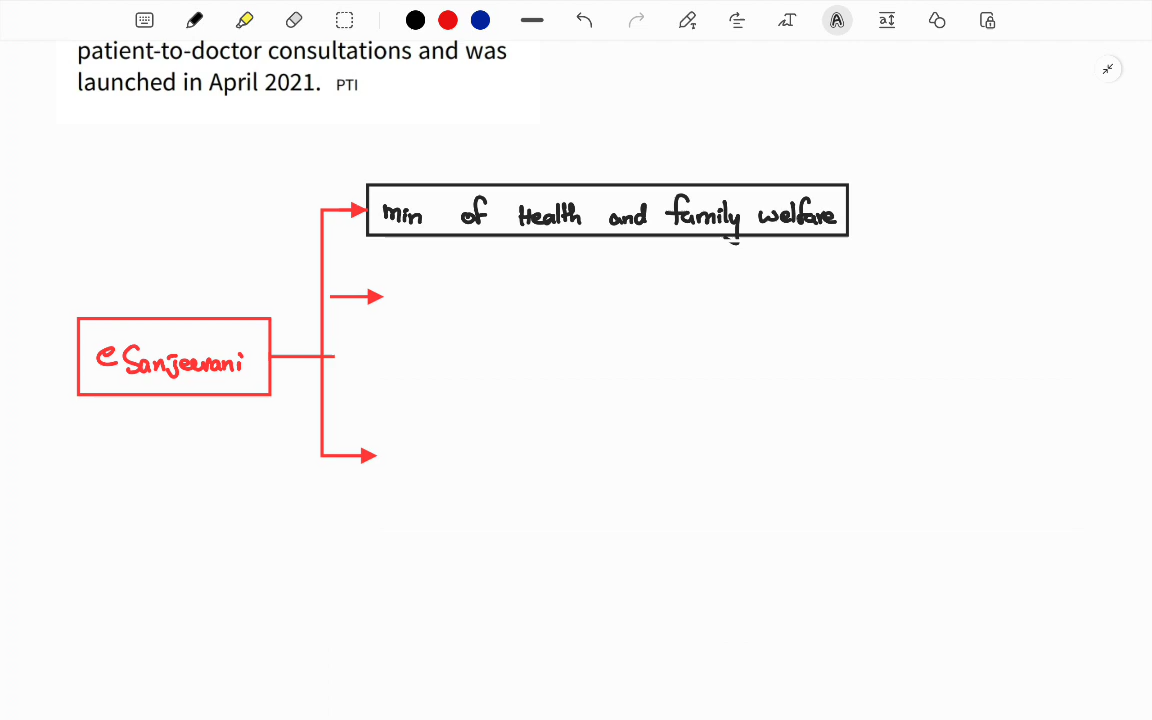 patient-to-doctor consultations and was
launched in April 2021. PTI
min of Health and family welfare
eSanjeevani